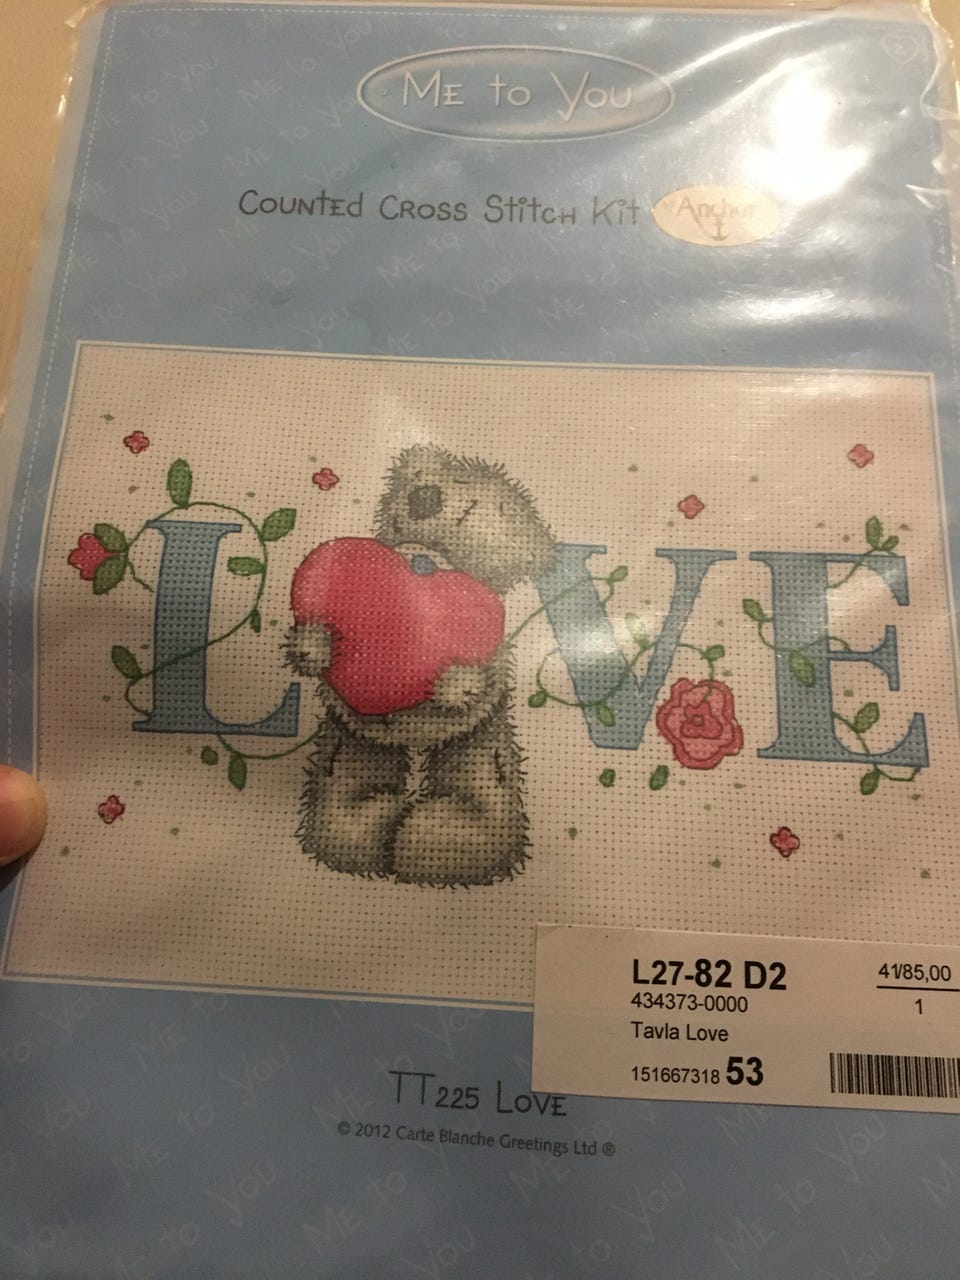 Me to You
Counted Cross Stitch Kit by Anchor
LOVE
L27-82 D2
41/85,00
434373-0000
1
Tavla Love
151667318 53
TT225 Love
© 2012 Carte Blanche Greetings Ltd ®